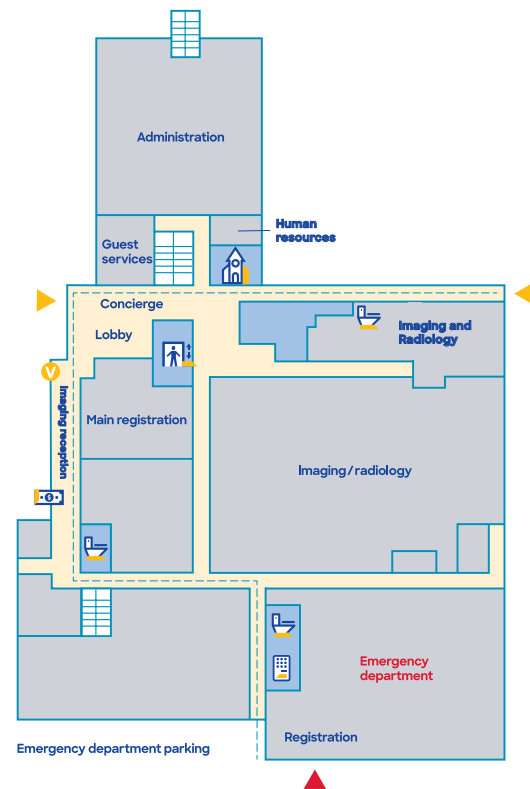 Administration
Human
resources
Guest
services
Concierge
Lobby
Imaging and
Radiology
V
Imaging reception
Main registration
Imaging/radiology
$
Emergency
department
Registration
Emergency department parking